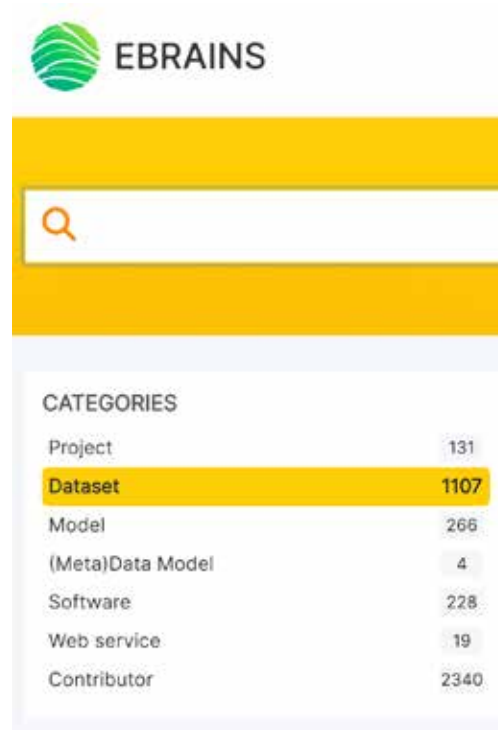 EBRAINS
CATEGORIES
Project 131
Dataset 1107
Model 266
(Meta)Data Model 4
Software 228
Web service 19
Contributor 2340